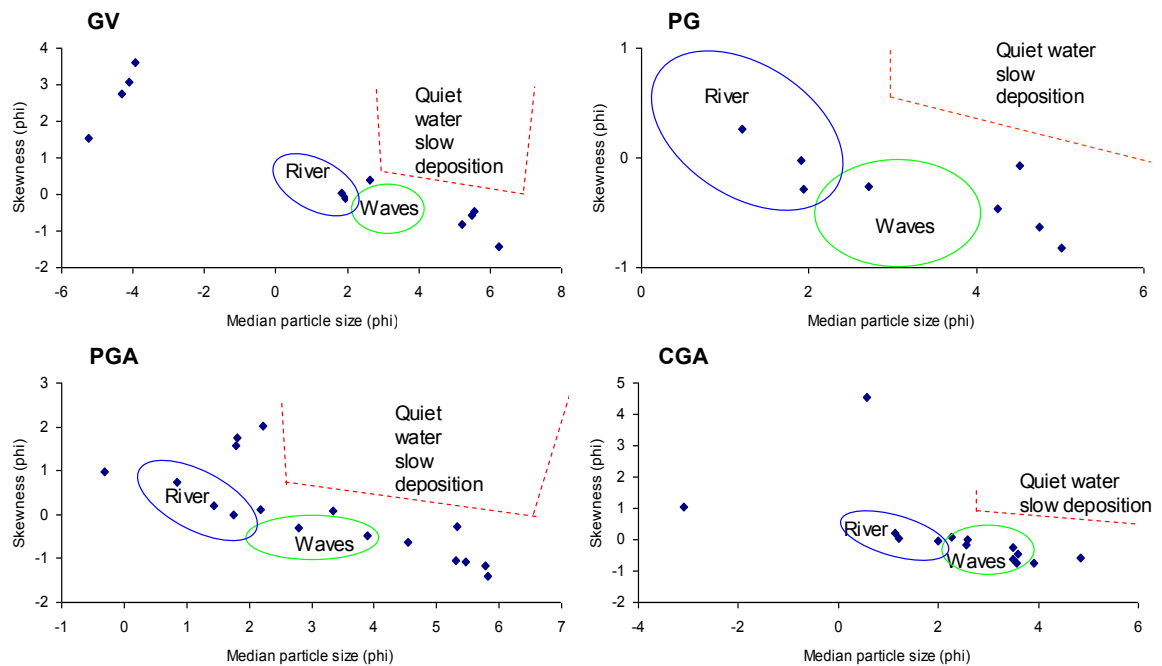 GV
Skewness (phi)
4
3
2
1
0
-1
-2
-6
-4
-2
0
2
4
6
8
Median particle size (phi)
River
Waves
Quiet
water
slow
deposition
PG
Skewness (phi)
1
0
-1
0
2
4
6
Median particle size (phi)
River
Waves
Quiet water
slow
deposition
PGA
Skewness (phi)
3
2
1
0
-1
-2
-1
0
1
2
3
4
5
6
7
Median particle size (phi)
River
Waves
Quiet
water
slow
deposition
CGA
Skewness (phi)
5
4
3
2
1
0
-1
-2
-4
-2
0
2
4
6
Median particle size (phi)
River
Waves
Quiet water
slow deposition